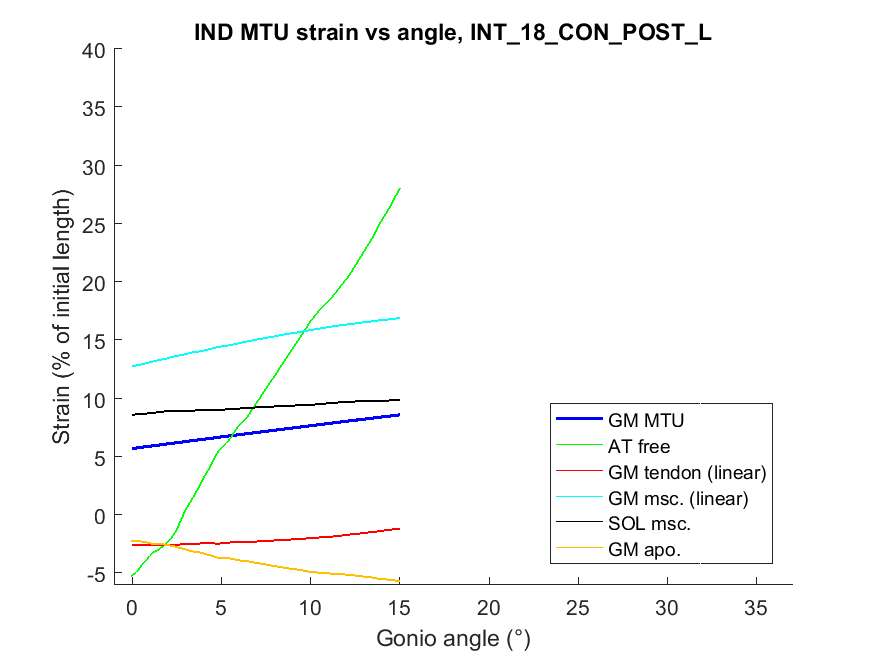 IND MTU strain vs angle, INT_18_CON_POST_L
40
35
30
25
20
15
10
5
0
-5
Strain (% of initial length)
0 5 10 15 20 25 30 35
Gonio angle (°)
GM MTU
AT free
GM tendon (linear)
GM msc. (linear)
SOL msc.
GM apo.